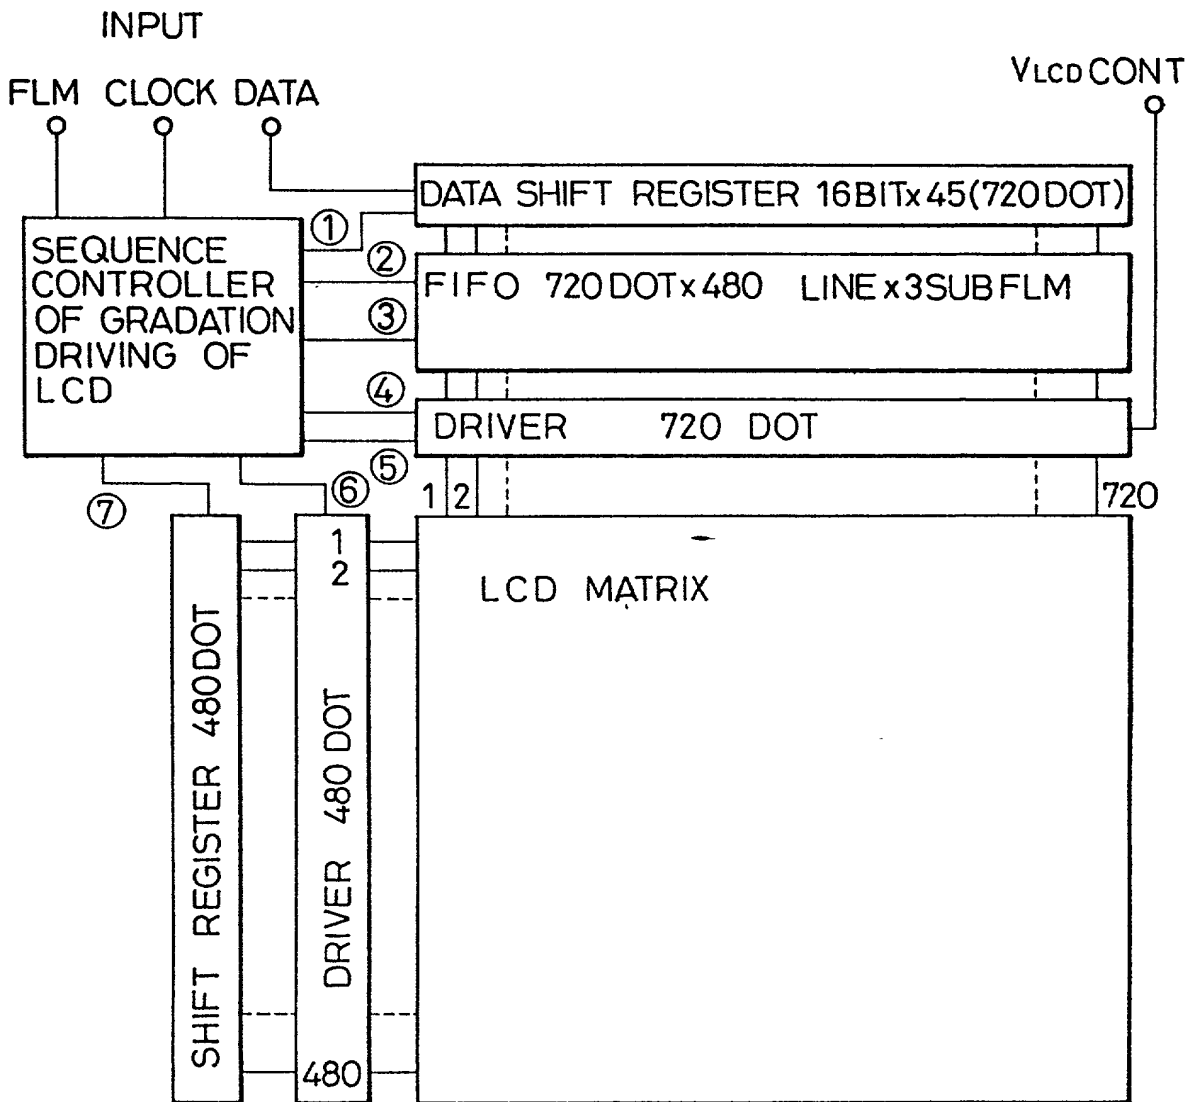 INPUT
FLM CLOCK DATA
VLCD CONT
DATA SHIFT REGISTER 16BITx45(720DOT)
①
②
③
④
⑤
⑥
⑦
SEQUENCE
CONTROLLER
OF GRADATION
DRIVING OF
LCD
FIFO 720DOTx480 LINEx3SUBFLM
DRIVER 720 DOT
1 2 720
1
2
480
LCD MATRIX
SHIFT REGISTER 480DOT
DRIVER 480DOT